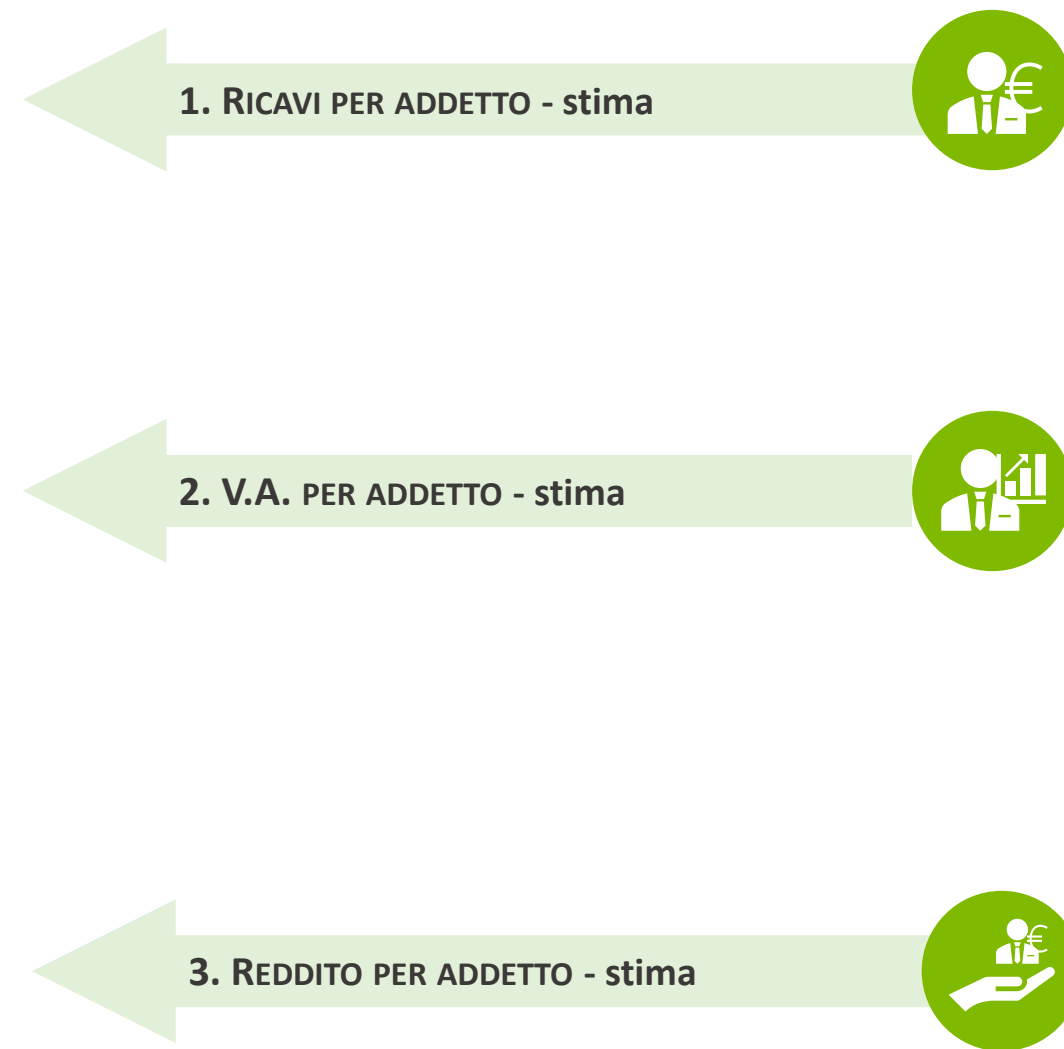 1. RICAVI PER ADDETTO - stima
2. V.A. PER ADDETTO - stima
3. REDDITO PER ADDETTO - stima